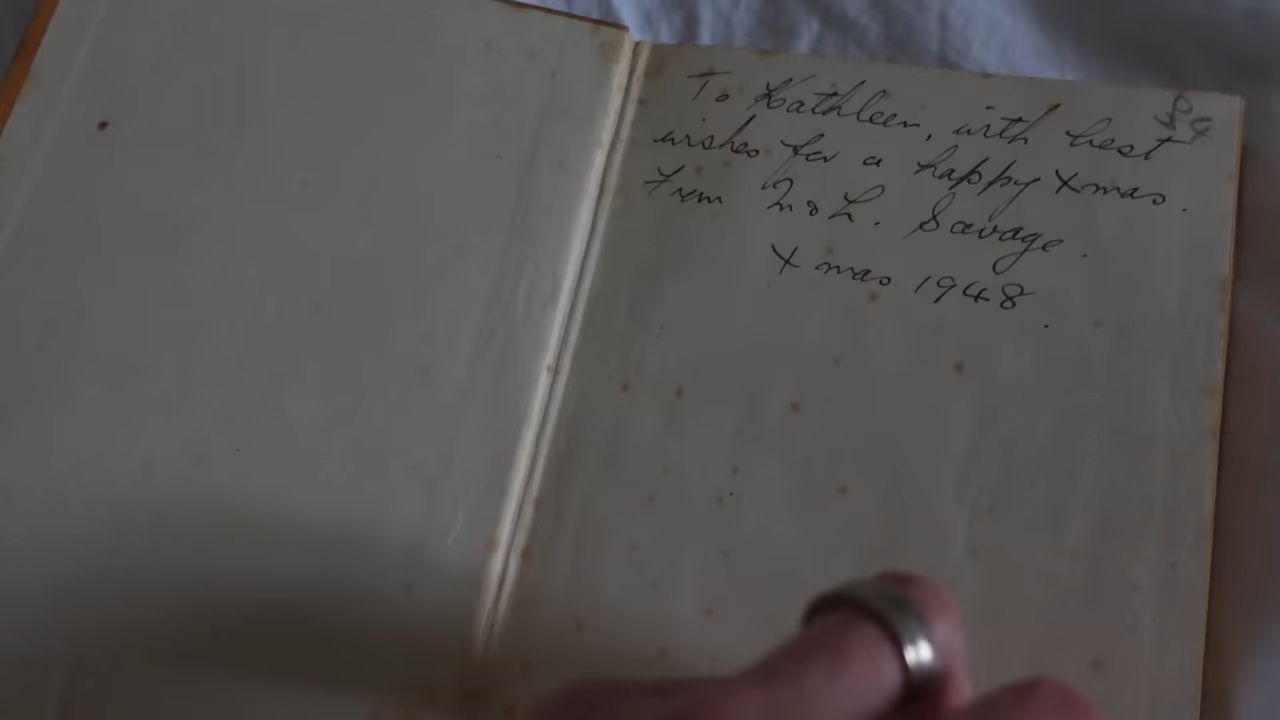 To Kathleen, with best
wishes for a happy Xmas.
From M & L. Savage.
Xmas 1948.